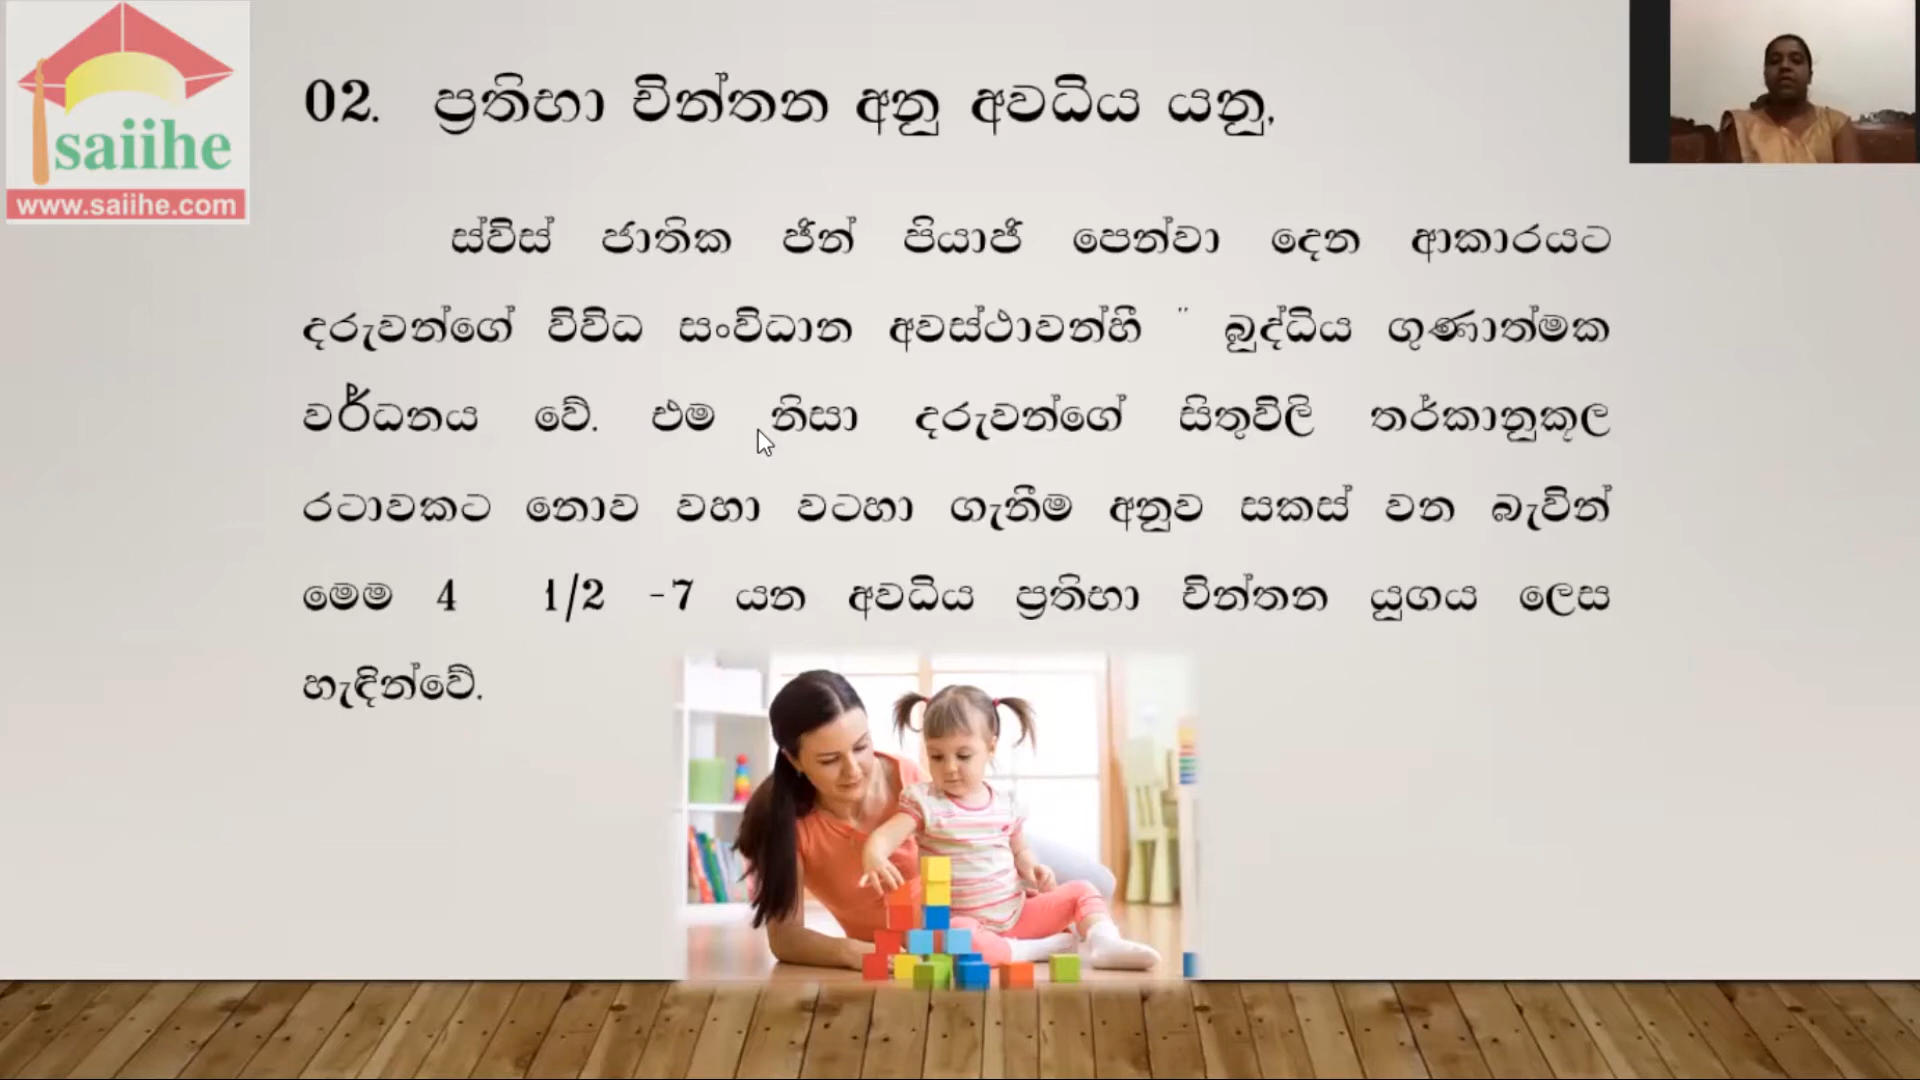 saiihe
www.saiihe.com
02. ප්‍රතිභා චින්තන අනු අවධිය යනු,
ස්විස් ජාතික ජීන් පියාජි පෙන්වා දෙන ආකාරයට
දරුවන්ගේ විවිධ සංවිධාන අවස්ථාවන්හී " බුද්ධිය ගුණාත්මක
වර්ධනය වේ. එම නිසා දරුවන්ගේ සිතුවිලි තර්කානුකූල
රටාවකට නොව වහා වටහා ගැනීම අනුව සකස් වන බැවින්
මෙම 4 1/2 -7 යන අවධිය ප්‍රතිභා චින්තන යුගය ලෙස
හැඳින්වේ.